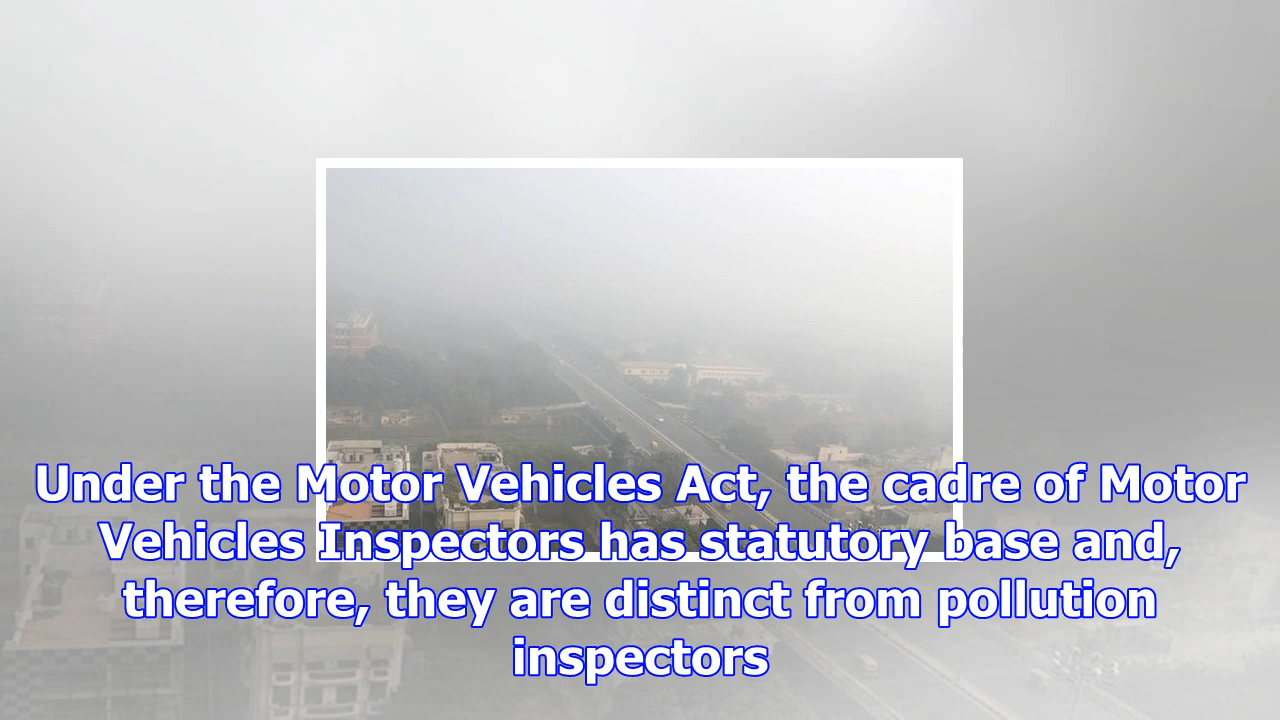 Under the Motor Vehicles Act, the cadre of Motor
Vehicles Inspectors has statutory base and,
therefore, they are distinct from pollution
inspectors